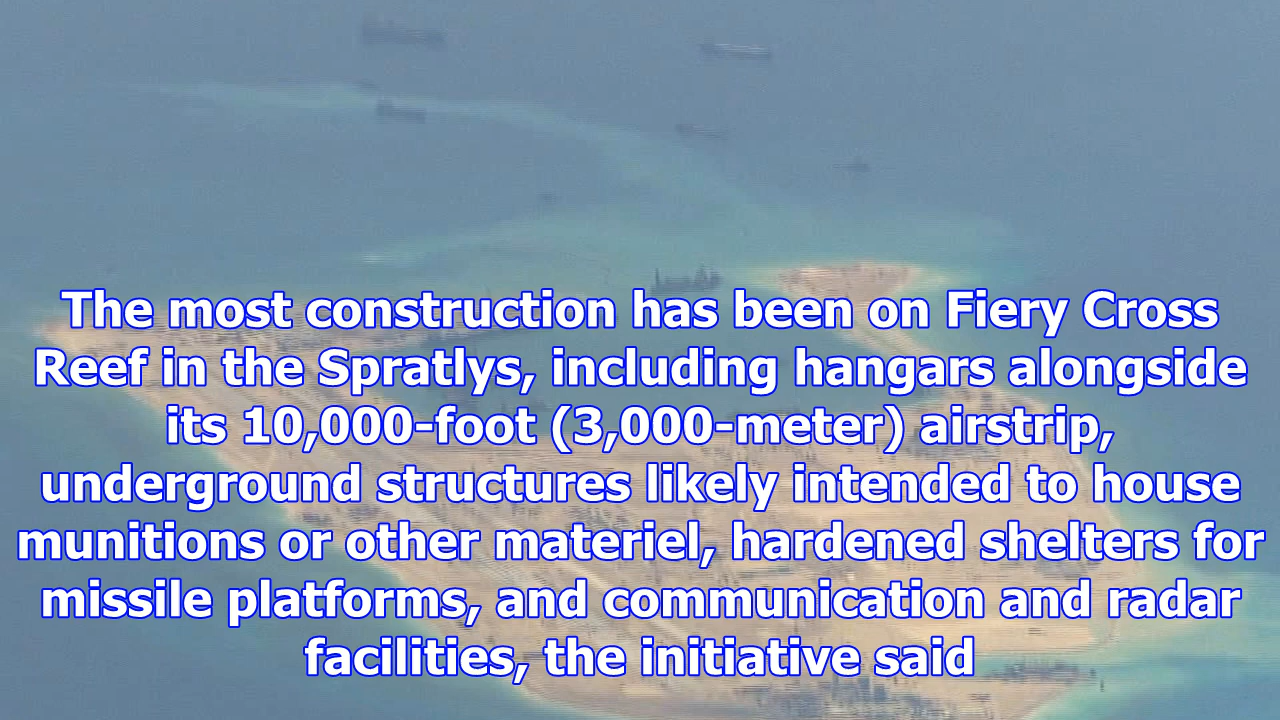 The most construction has been on Fiery Cross
Reef in the Spratlys, including hangars alongside
its 10,000-foot (3,000-meter) airstrip,
underground structures likely intended to house
munitions or other materiel, hardened shelters for
missile platforms, and communication and radar
facilities, the initiative said